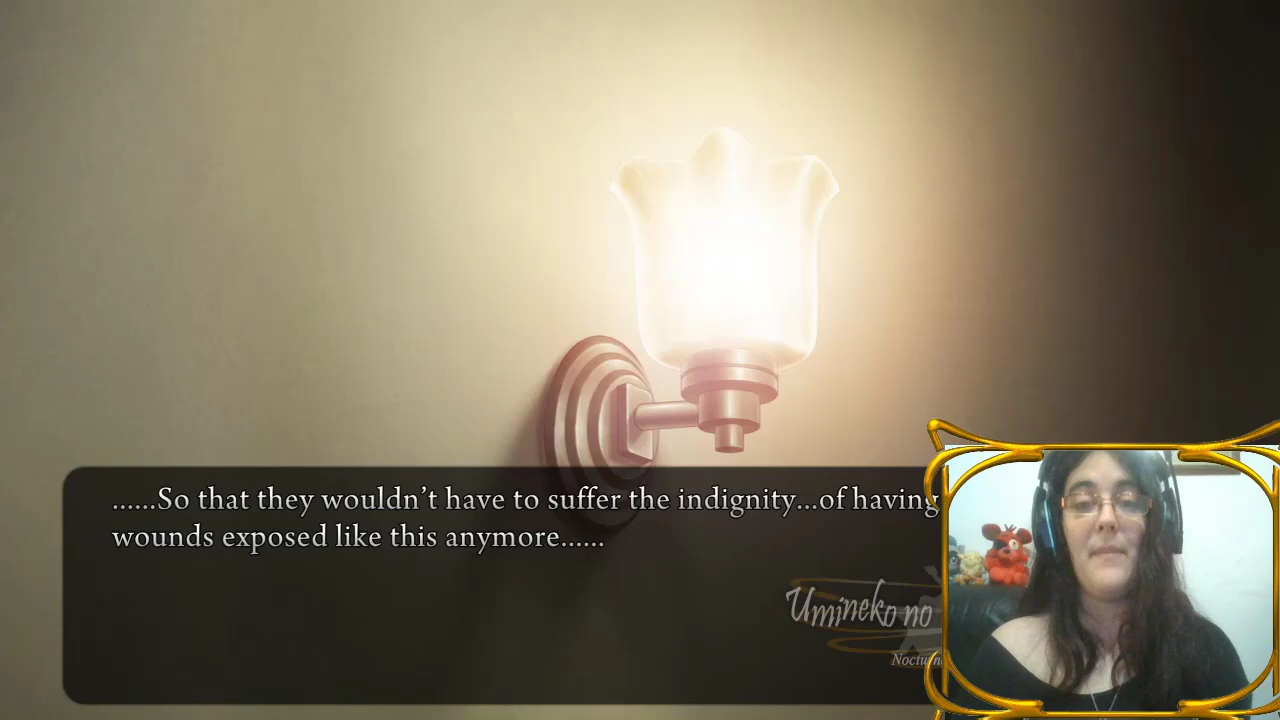 ......So that they wouldn't have to suffer the indignity...of having
wounds exposed like this anymore......
Umineko no